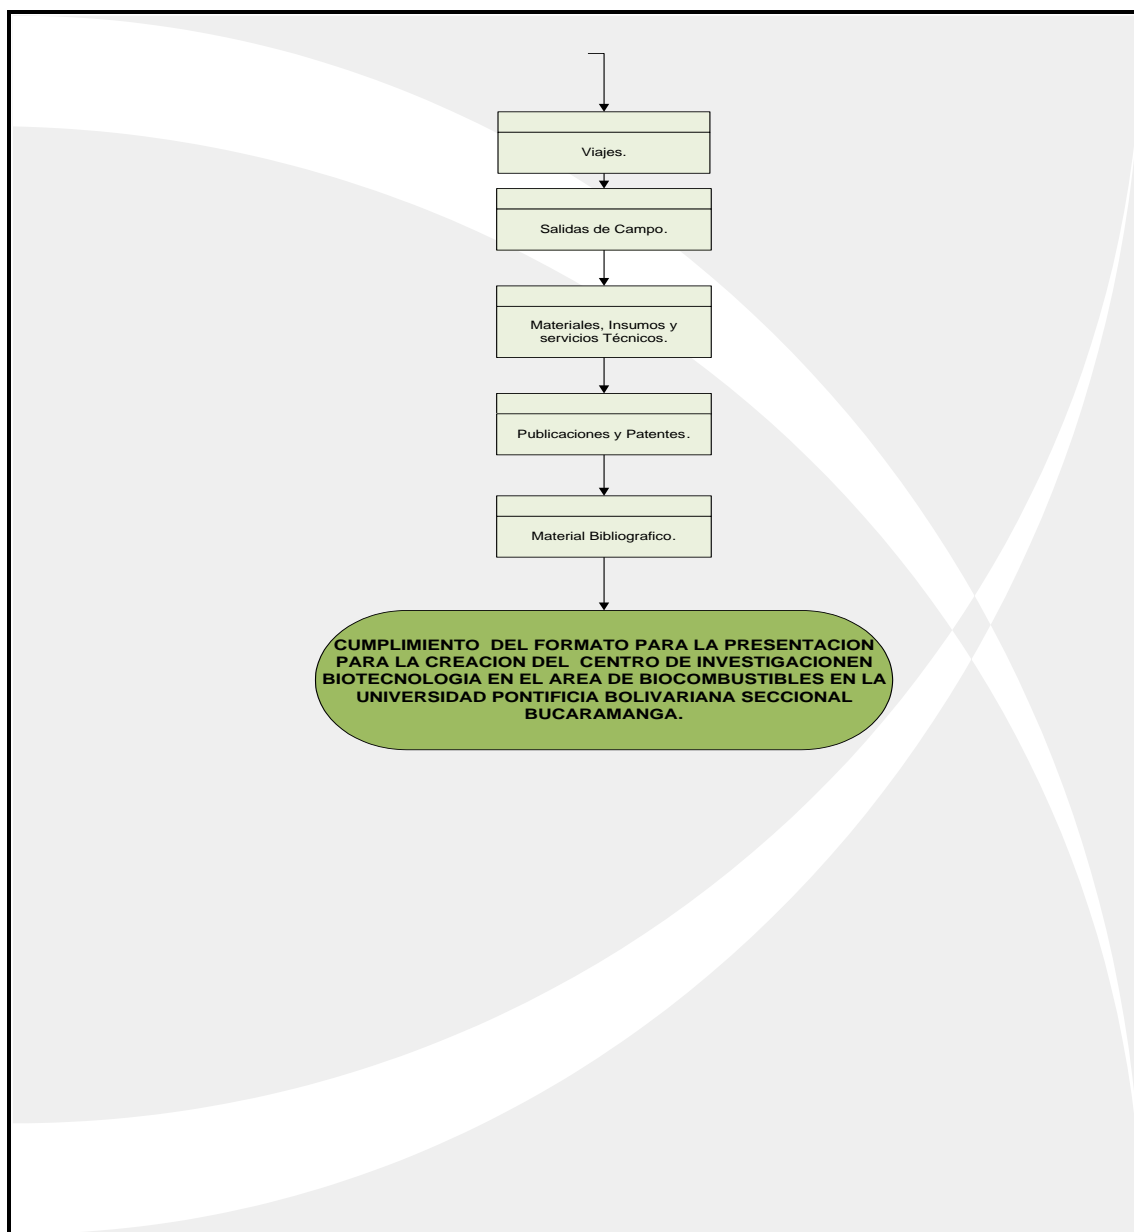 Viajes.
Salidas de Campo.
Materiales, Insumos y
servicios Técnicos.
Publicaciones y Patentes.
Material Bibliografico.
CUMPLIMIENTO DEL FORMATO PARA LA PRESENTACION
PARA LA CREACION DEL CENTRO DE INVESTIGACIONEN
BIOTECNOLOGIA EN EL AREA DE BIOCOMBUSTIBLES EN LA
UNIVERSIDAD PONTIFICIA BOLIVARIANA SECCIONAL
BUCARAMANGA.